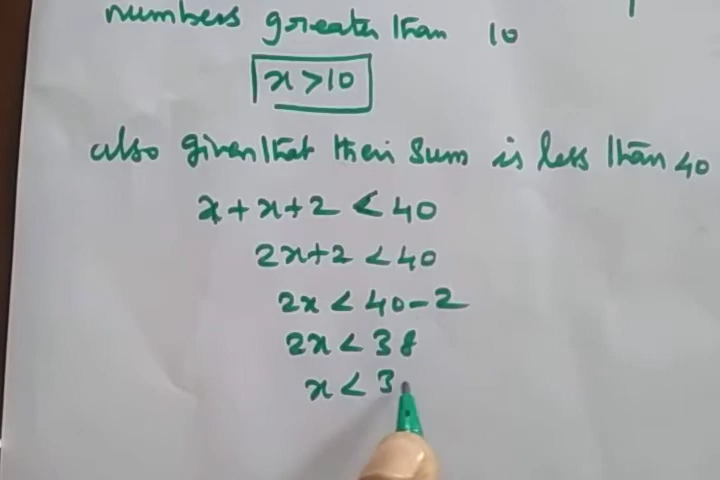 numbers greater than 10
x > 10
also given that their sum is less than 40
x + x + 2 < 40
2x + 2 < 40
2x < 40 - 2
2x < 38
x < 3